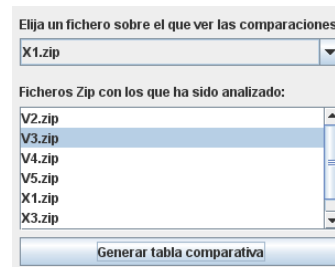 Elija un fichero sobre el que ver las comparaciones
X1.zip
Ficheros Zip con los que ha sido analizado:
V2.zip
V3.zip
V4.zip
V5.zip
X1.zip
X3.zip
Generar tabla comparativa